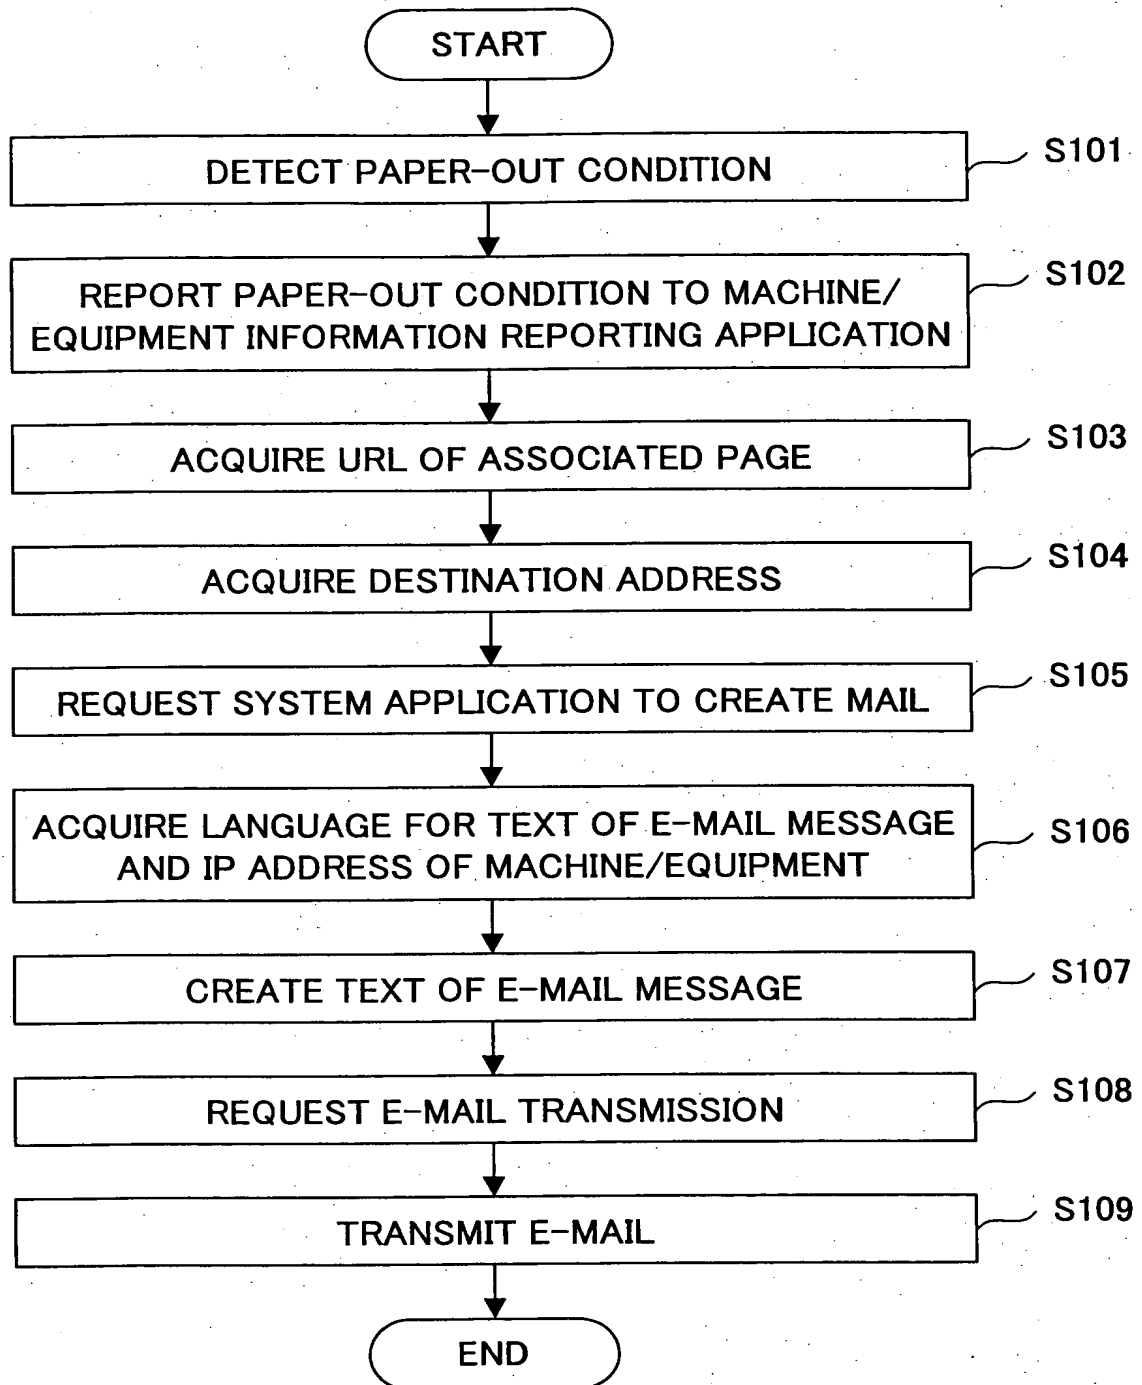 START
DETECT PAPER-OUT CONDITION
S101
REPORT PAPER-OUT CONDITION TO MACHINE/
EQUIPMENT INFORMATION REPORTING APPLICATION
S102
ACQUIRE URL OF ASSOCIATED PAGE
S103
ACQUIRE DESTINATION ADDRESS
S104
REQUEST SYSTEM APPLICATION TO CREATE MAIL
S105
ACQUIRE LANGUAGE FOR TEXT OF E-MAIL MESSAGE
AND IP ADDRESS OF MACHINE/EQUIPMENT
S106
CREATE TEXT OF E-MAIL MESSAGE
S107
REQUEST E-MAIL TRANSMISSION
S108
TRANSMIT E-MAIL
S109
END